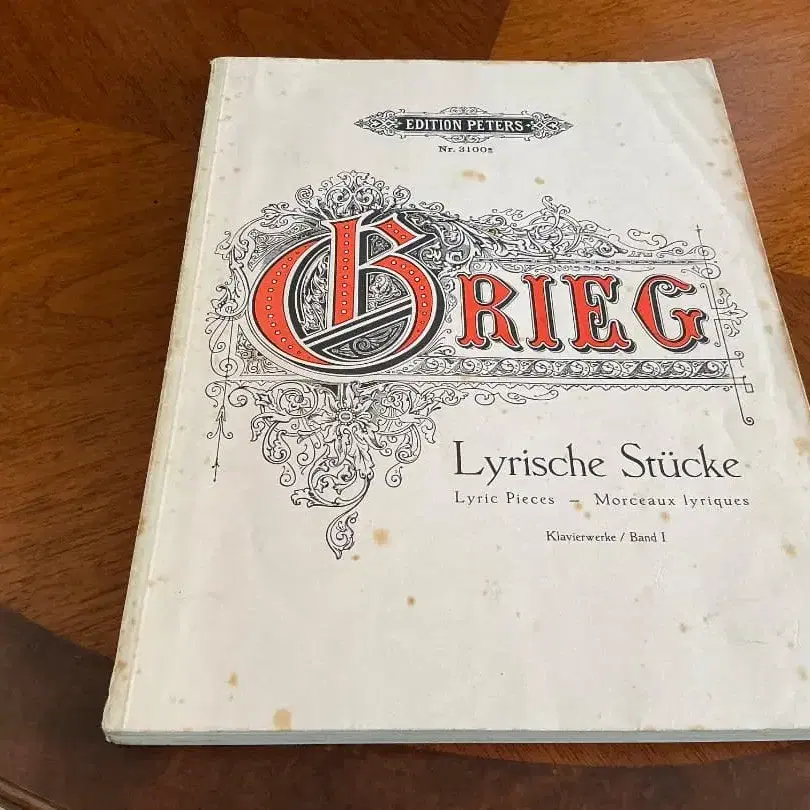 EDITION PETERS
Nr. 3100a
GRIEG
Lyrische Stücke
Lyric Pieces – Morceaux lyriques
Klavierwerke / Band I